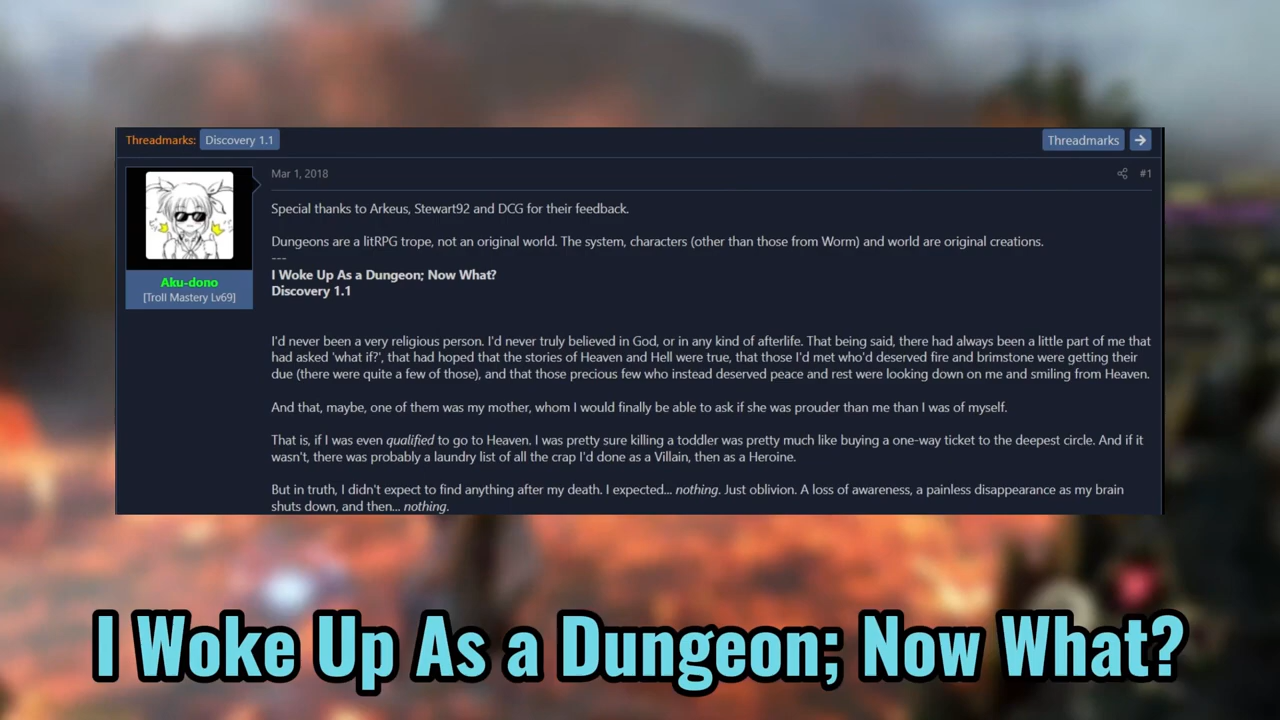 Threadmarks: Discovery 1.1
Threadmarks
Mar 1, 2018
#1
Aku-dono
[Troll Mastery Lv69]
Special thanks to Arkeus, Stewart92 and DCG for their feedback.
Dungeons are a litRPG trope, not an original world. The system, characters (other than those from Worm) and world are original creations.
---
I Woke Up As a Dungeon; Now What?
Discovery 1.1
I'd never been a very religious person. I'd never truly believed in God, or in any kind of afterlife. That being said, there had always been a little part of me that
had asked 'what if?', that had hoped that the stories of Heaven and Hell were true, that those I'd met who'd deserved fire and brimstone were getting their
due (there were quite a few of those), and that those precious few who instead deserved peace and rest were looking down on me and smiling from Heaven.
And that, maybe, one of them was my mother, whom I would finally be able to ask if she was prouder than me than I was of myself.
That is, if I was even qualified to go to Heaven. I was pretty sure killing a toddler was pretty much like buying a one-way ticket to the deepest circle. And if it
wasn't, there was probably a laundry list of all the crap I'd done as a Villain, then as a Heroine.
But in truth, I didn't expect to find anything after my death. I expected... nothing. Just oblivion. A loss of awareness, a painless disappearance as my brain
shuts down, and then... nothing.
I Woke Up As a Dungeon; Now What?